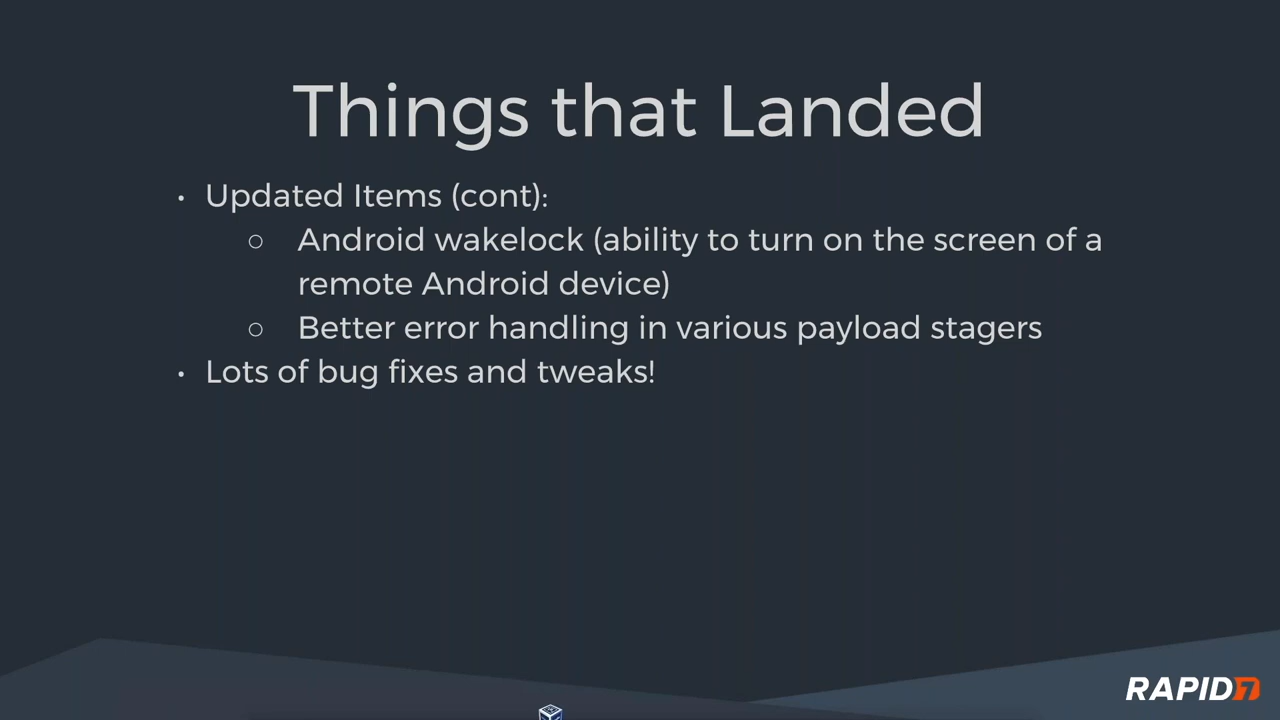 Things that Landed
• Updated Items (cont):
○ Android wakelock (ability to turn on the screen of a
remote Android device)
○ Better error handling in various payload stagers
• Lots of bug fixes and tweaks!
RAPID7